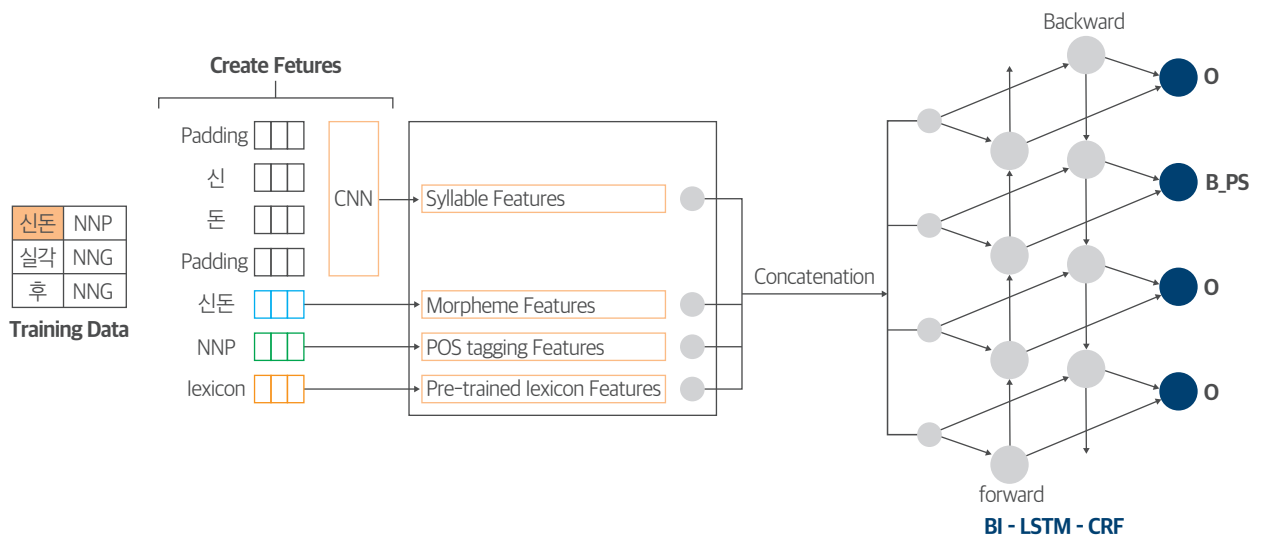 Create Fetures
Padding
신
돈
Padding
신돈
NNP
lexicon
CNN
신돈 NNP
실각 NNG
후 NNG
Training Data
Syllable Features
Morpheme Features
POS tagging Features
Pre-trained lexicon Features
Concatenation
Backward
O
B_PS
O
O
forward
BI - LSTM - CRF